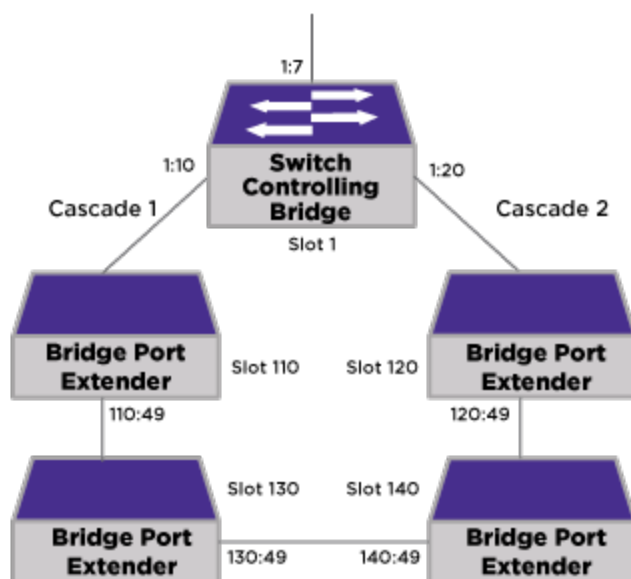 1:7
Switch
Controlling
Bridge
1:10
1:20
Cascade 1
Cascade 2
Slot 1
Bridge Port
Extender
Slot 110
Slot 120
Bridge Port
Extender
110:49
120:49
Slot 130
Slot 140
Bridge Port
Extender
130:49
140:49
Bridge Port
Extender